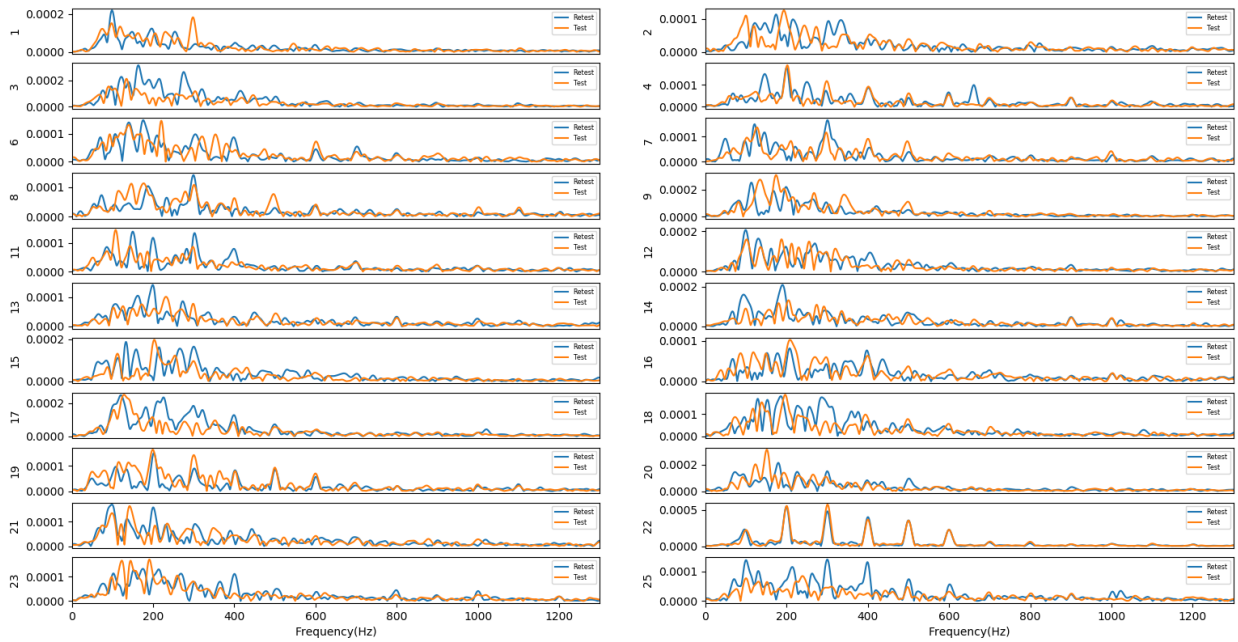 0.0002
0.0000
1
Retest
Test
0.0001
0.0000
2
Retest
Test
0.0002
0.0000
3
Retest
Test
0.0001
0.0000
4
Retest
Test
0.0001
0.0000
6
Retest
Test
0.0001
0.0000
7
Retest
Test
0.0001
0.0000
8
Retest
Test
0.0002
0.0000
9
Retest
Test
0.0001
0.0000
11
Retest
Test
0.0002
0.0000
12
Retest
Test
0.0001
0.0000
13
Retest
Test
0.0002
0.0000
14
Retest
Test
0.0002
0.0000
15
Retest
Test
0.0001
0.0000
16
Retest
Test
0.0002
0.0000
17
Retest
Test
0.0001
0.0000
18
Retest
Test
0.0001
0.0000
19
Retest
Test
0.0002
0.0000
20
Retest
Test
0.0001
0.0000
21
Retest
Test
0.0005
0.0000
22
Retest
Test
0.0001
0.0000
23
Retest
Test
0 200 400 600 800 1000 1200
Frequency(Hz)
0.0001
0.0000
25
Retest
Test
0 200 400 600 800 1000 1200
Frequency(Hz)